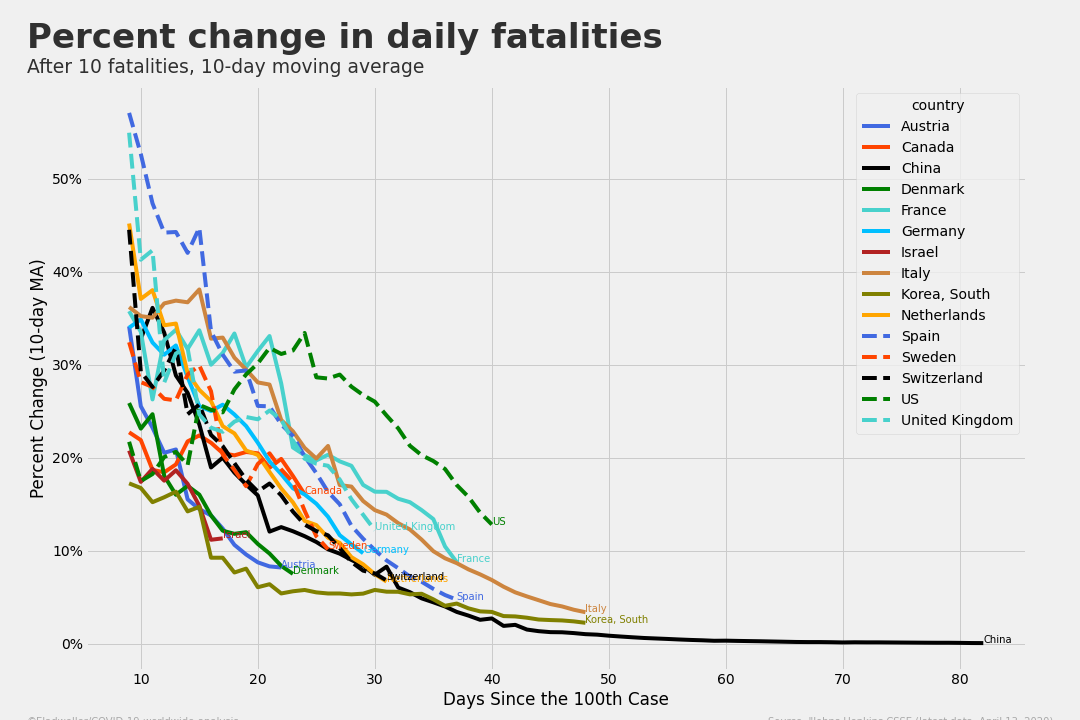 Percent change in daily fatalities
After 10 fatalities, 10-day moving average
country
Austria
Canada
China
Denmark
France
Germany
Israel
Italy
Korea, South
Netherlands
Spain
Sweden
Switzerland
US
United Kingdom
Percent Change (10-day MA)
50%
40%
30%
20%
10%
0%
Canada
US
United Kingdom
Israel
Sweden
Germany
France
Austria
Denmark
Switzerland
Spain
Italy
Korea, South
China
10 20 30 40 50 60 70 80
Days Since the 100th Case